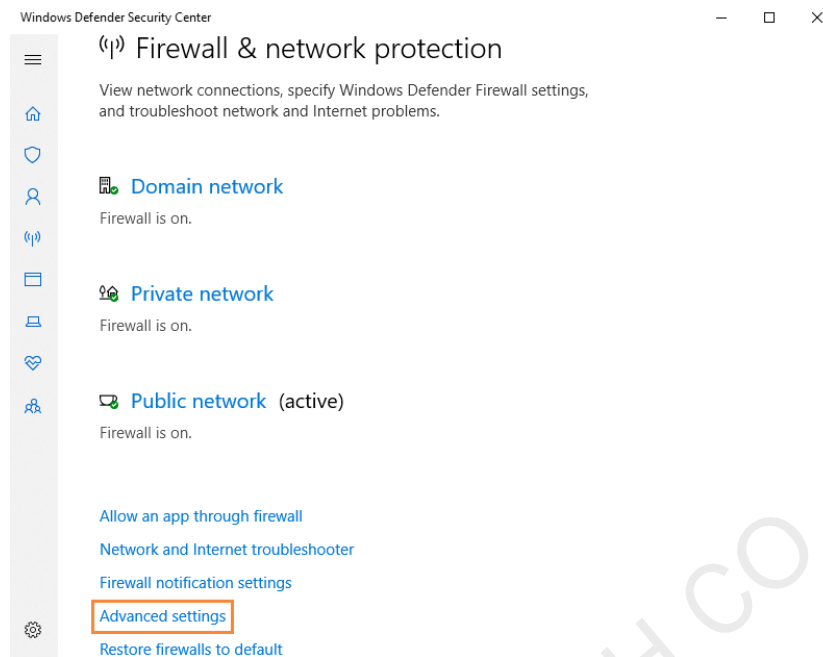 Windows Defender Security Center
Firewall & network protection
View network connections, specify Windows Defender Firewall settings,
and troubleshoot network and Internet problems.
Domain network
Firewall is on.
Private network
Firewall is on.
Public network (active)
Firewall is on.
Allow an app through firewall
Network and Internet troubleshooter
Firewall notification settings
Advanced settings
Restore firewalls to default
H CO